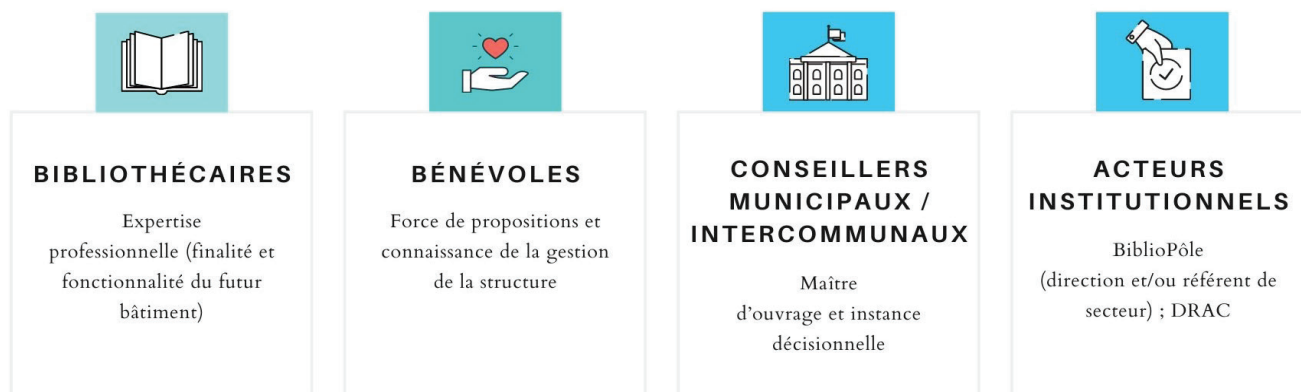 BIBLIOTHÉCAIRES
Expertise
professionnelle (finalité et
fonctionnalité du futur
bâtiment)
BÉNÉVOLES
Force de propositions et
connaissance de la gestion
de la structure
CONSEILLERS
MUNICIPAUX /
INTERCOMMUNAUX
Maître
d'ouvrage et instance
décisionnelle
ACTEURS
INSTITUTIONNELS
BiblioPôle
(direction et/ou référent de
secteur) ; DRAC